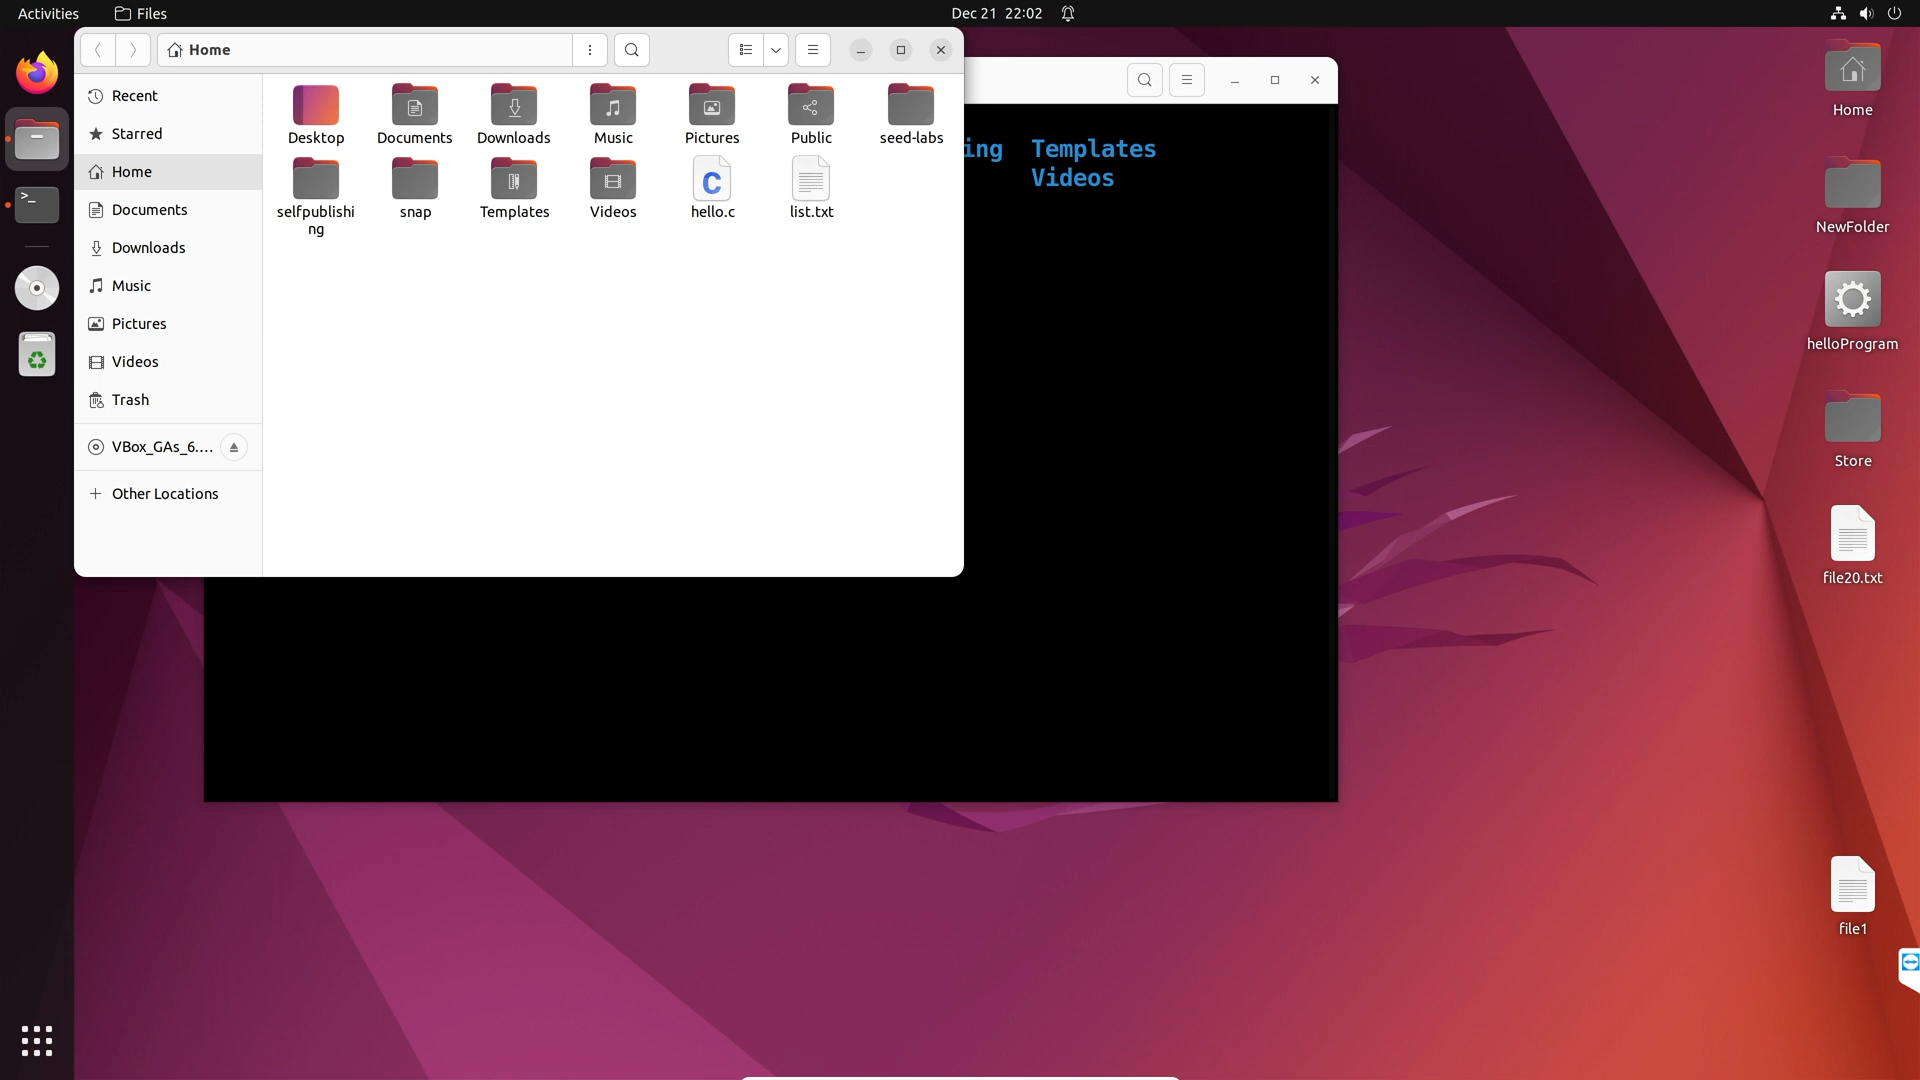 Activities
Files
Dec 21 22:02
Home
Recent
Starred
Home
Documents
Downloads
Music
Pictures
Videos
Trash
VBox_GAs_6....
Other Locations
Desktop
Documents
Downloads
Music
Pictures
Public
seed-labs
selfpublishi
ng
snap
Templates
Videos
hello.c
list.txt
ing Templates
Videos
Home
NewFolder
helloProgram
Store
file20.txt
file1